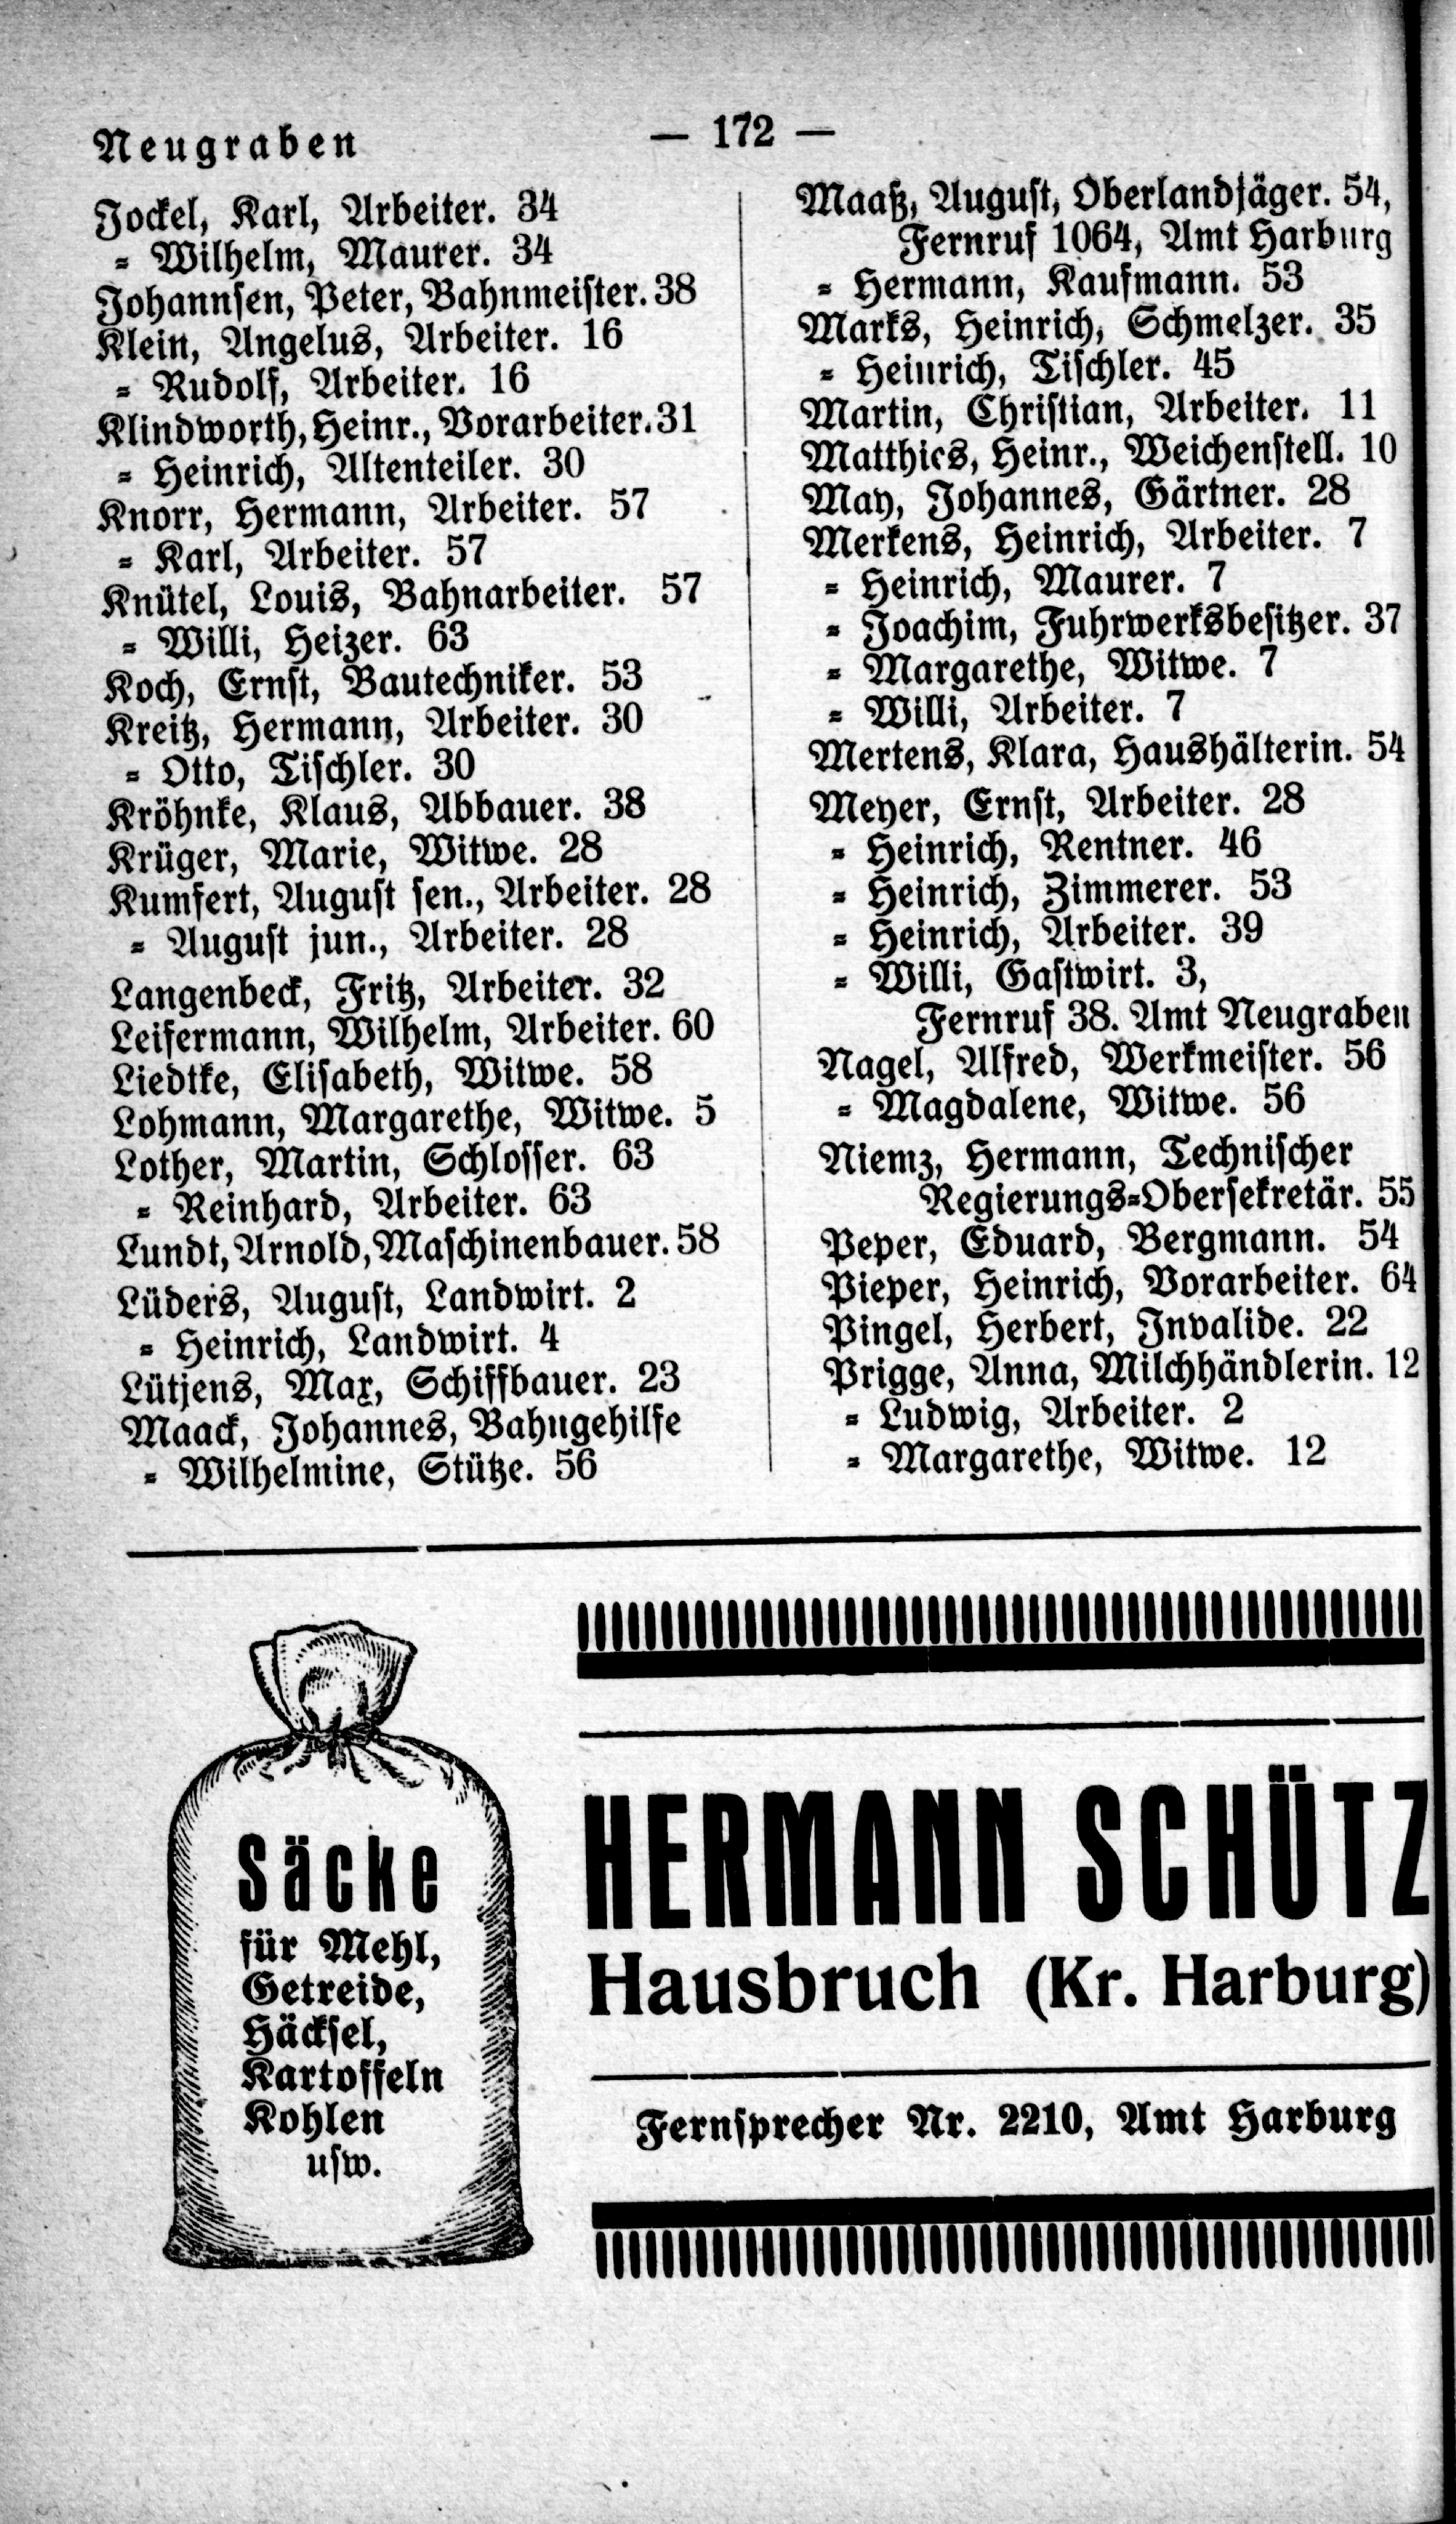 Neugraben
— 172 —
Jockel, Karl, Arbeiter. 34
= Wilhelm, Maurer. 34
Johannsen, Peter, Bahnmeister. 38
Klein, Angelus, Arbeiter. 16
= Rudolf, Arbeiter. 16
Klindworth, Heinr., Vorarbeiter. 31
= Heinrich, Altenteiler. 30
Knorr, Hermann, Arbeiter. 57
= Karl, Arbeiter. 57
Knütel, Louis, Bahnarbeiter. 57
= Willi, Heizer. 63
Koch, Ernst, Bautechniker. 53
Kreitz, Hermann, Arbeiter. 30
= Otto, Tischler. 30
Kröhnke, Klaus, Abbauer. 38
Krüger, Marie, Witwe. 28
Kumfert, August sen., Arbeiter. 28
= August jun., Arbeiter. 28
Langenbeck, Fritz, Arbeiter. 32
Leifermann, Wilhelm, Arbeiter. 60
Liedtke, Elisabeth, Witwe. 58
Lohmann, Margarethe, Witwe. 5
Lother, Martin, Schlosser. 63
= Reinhard, Arbeiter. 63
Lundt, Arnold, Maschinenbauer. 58
Lüders, August, Landwirt. 2
= Heinrich, Landwirt. 4
Lütjens, Max, Schiffbauer. 23
Maack, Johannes, Bahngehilfe
= Wilhelmine, Stütze. 56
Maaß, August, Oberlandjäger. 54,
Fernruf 1064, Amt Harburg
= Hermann, Kaufmann. 53
Marks, Heinrich, Schmelzer. 35
= Heinrich, Tischler. 45
Martin, Christian, Arbeiter. 11
Matthies, Heinr., Weichenstell. 10
May, Johannes, Gärtner. 28
Merkens, Heinrich, Arbeiter. 7
= Heinrich, Maurer. 7
= Joachim, Fuhrwerksbesitzer. 37
= Margarethe, Witwe. 7
= Willi, Arbeiter. 7
Mertens, Klara, Haushälterin. 54
Meyer, Ernst, Arbeiter. 28
= Heinrich, Rentner. 46
= Heinrich, Zimmerer. 53
= Heinrich, Arbeiter. 39
= Willi, Gastwirt. 3,
Fernruf 38. Amt Neugraben
Nagel, Alfred, Werkmeister. 56
= Magdalene, Witwe. 56
Niemz, Hermann, Technischer
Regierungs=Obersekretär. 55
Peper, Eduard, Bergmann. 54
Pieper, Heinrich, Vorarbeiter. 64
Pingel, Herbert, Invalide. 22
Prigge, Anna, Milchhändlerin. 12
= Ludwig, Arbeiter. 2
= Margarethe, Witwe. 12
Säcke
für Mehl,
Getreide,
Häcksel,
Kartoffeln
Kohlen
usw.
HERMANN SCHÜTZ
Hausbruch (Kr. Harburg)
Fernsprecher Nr. 2210, Amt Harburg